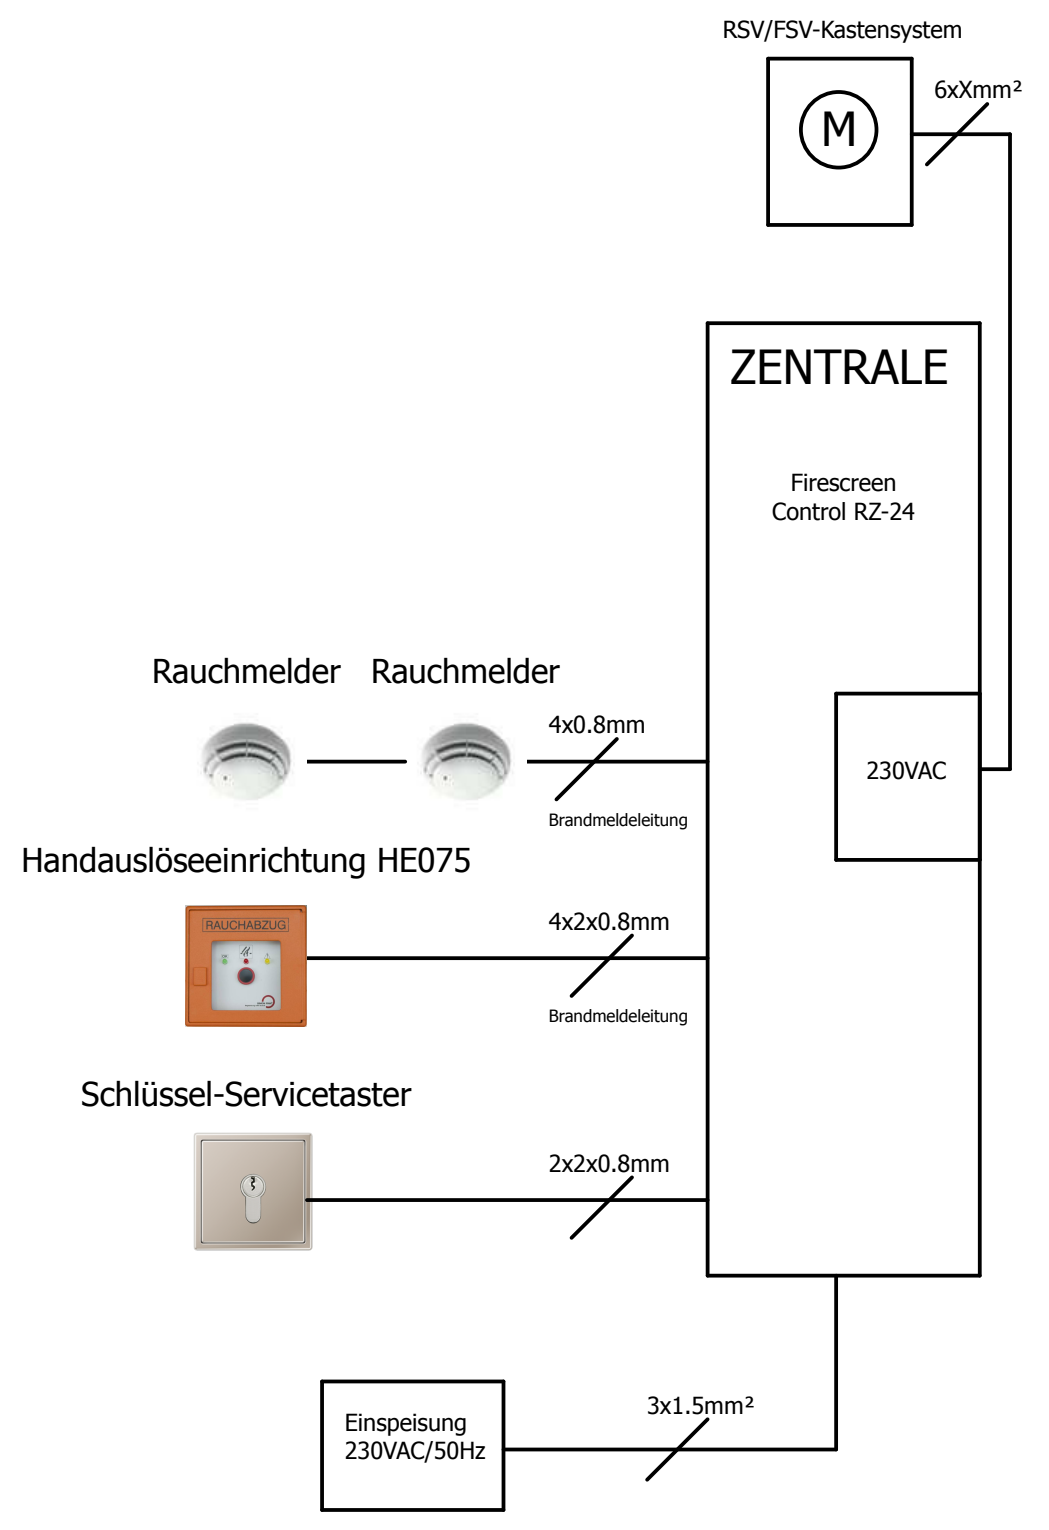 RSV/FSV-Kastensystem
6xXmm²
M
ZENTRALE
Firescreen
Control RZ-24
Rauchmelder Rauchmelder
4x0.8mm
230VAC
Brandmeldeleitung
Handauslöseeinrichtung HE075
RAUCHABZUG
4x2x0.8mm
Brandmeldeleitung
Schlüssel-Servicetaster
2x2x0.8mm
3x1.5mm²
Einspeisung
230VAC/50Hz